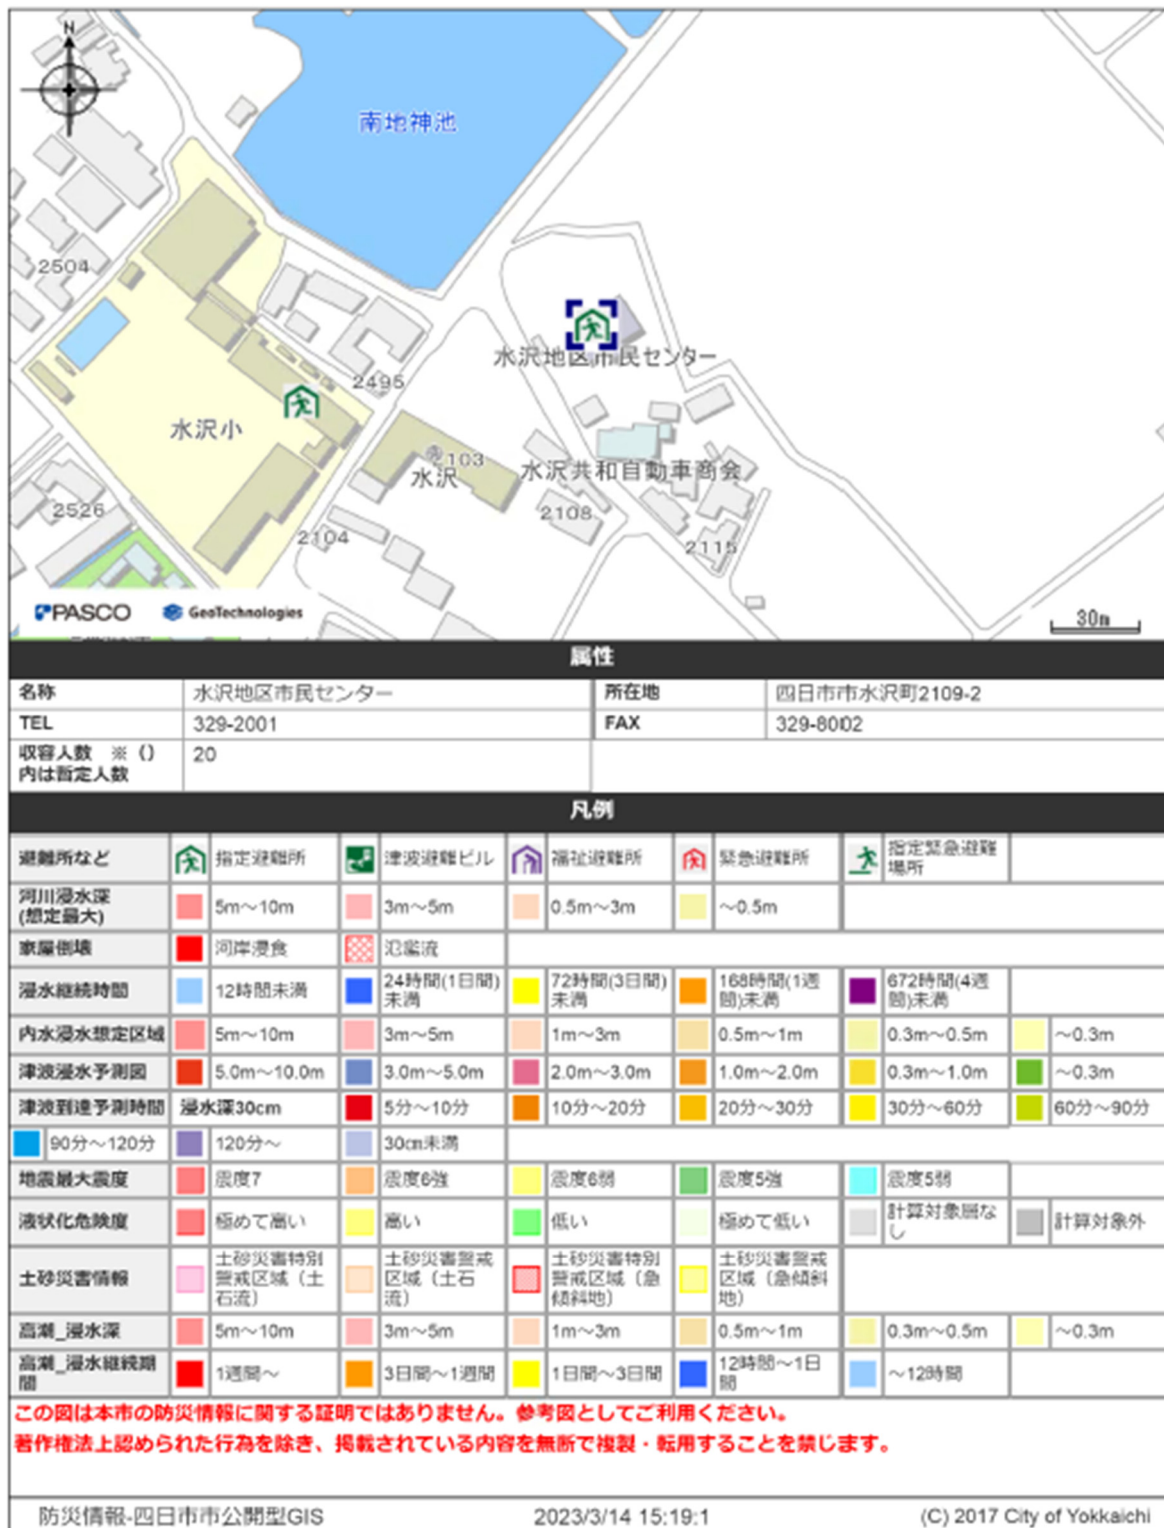 N
南地神池
2504
水沢地区市民センター
2495
水沢小
103
水沢
水沢共和自動車商会
2526
2108
2104
2115
PASCO GeoTechnologies
30m
属性
名称 水沢地区市民センター 所在地 四日市市水沢町2109-2
TEL 329-2001 FAX 329-8002
収容人数 ※()
内は暫定人数
20
凡例
避難所など 指定避難所 津波避難ビル 福祉避難所 緊急避難所 指定緊急避難
場所
河川浸水深
(想定最大)
5m~10m 3m~5m 0.5m~3m ~0.5m
家屋倒壊 河岸浸食 氾濫流
浸水継続時間 12時間未満 24時間(1日間)
未満
72時間(3日間)
未満
168時間(1週
間)未満
672時間(4週
間)未満
内水浸水想定区域 5m~10m 3m~5m 1m~3m 0.5m~1m 0.3m~0.5m ~0.3m
津波浸水予測図 5.0m~10.0m 3.0m~5.0m 2.0m~3.0m 1.0m~2.0m 0.3m~1.0m ~0.3m
津波到達予測時間 浸水深30cm 5分~10分 10分~20分 20分~30分 30分~60分 60分~90分
90分~120分 120分~ 30cm未満
地震最大震度 震度7 震度6強 震度6弱 震度5強 震度5弱
液状化危険度 極めて高い 高い 低い 極めて低い 計算対象層な
し
計算対象外
土砂災害情報 土砂災害特別
警戒区域(土
石流)
土砂災害警戒
区域(土石
流)
土砂災害特別
警戒区域(急
傾斜地)
土砂災害警戒
区域(急傾斜
地)
高潮_浸水深 5m~10m 3m~5m 1m~3m 0.5m~1m 0.3m~0.5m ~0.3m
高潮_浸水継続期
間
1週間~ 3日間~1週間 1日間~3日間 12時間~1日
間
~12時間
この図は本市の防災情報に関する証明ではありません。参考図としてご利用ください。
著作権法上認められた行為を除き、掲載されている内容を無断で複製・転用することを禁じます。
防災情報-四日市市公開型GIS 2023/3/14 15:19:1 (C) 2017 City of Yokkaichi